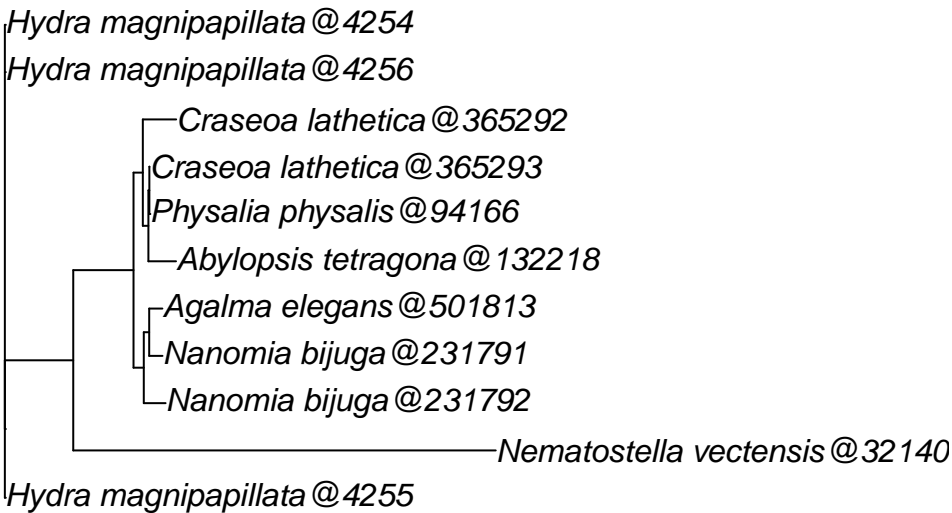 Hydra magnipapillata@4254
Hydra magnipapillata@4256
Craseoa lathetica@365292
Craseoa lathetica@365293
Physalia physalis@94166
Abylopsis tetragona@132218
Agalma elegans@501813
Nanomia bijuga@231791
Nanomia bijuga@231792
Nematostella vectensis@32140
Hydra magnipapillata@4255